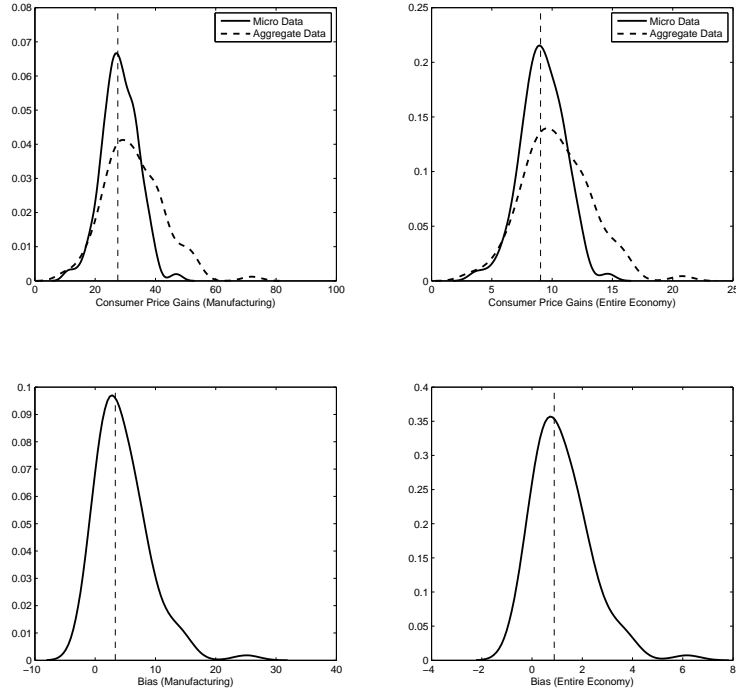 0.08
0.07
0.06
0.05
0.04
0.03
0.02
0.01
0
0 20 40 60 80 100
Consumer Price Gains (Manufacturing)
Micro Data
Aggregate Data
0.25
0.2
0.15
0.1
0.05
0
0 5 10 15 20 25
Consumer Price Gains (Entire Economy)
Micro Data
Aggregate Data
0.1
0.09
0.08
0.07
0.06
0.05
0.04
0.03
0.02
0.01
0
−10 0 10 20 30 40
Bias (Manufacturing)
0.4
0.35
0.3
0.25
0.2
0.15
0.1
0.05
0
−4 −2 0 2 4 6 8
Bias (Entire Economy)